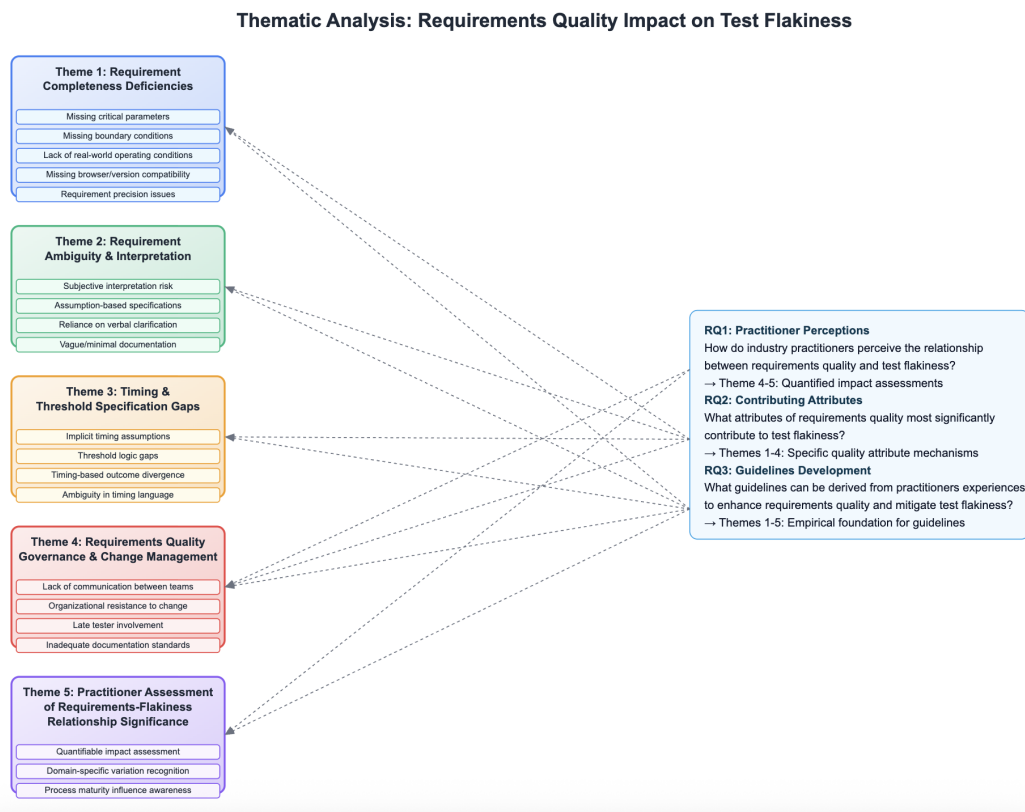 Thematic Analysis: Requirements Quality Impact on Test Flakiness
Theme 1: Requirement
Completeness Deficiencies
Missing critical parameters
Missing boundary conditions
Lack of real-world operating conditions
Missing browser/version compatibility
Requirement precision issues
Theme 2: Requirement
Ambiguity & Interpretation
Subjective interpretation risk
Assumption-based specifications
Reliance on verbal clarification
Vague/minimal documentation
Theme 3: Timing &
Threshold Specification Gaps
Implicit timing assumptions
Threshold logic gaps
Timing-based outcome divergence
Ambiguity in timing language
Theme 4: Requirements Quality
Governance & Change Management
Lack of communication between teams
Organizational resistance to change
Late tester involvement
Inadequate documentation standards
Theme 5: Practitioner Assessment
of Requirements-Flakiness
Relationship Significance
Quantifiable impact assessment
Domain-specific variation recognition
Process maturity influence awareness
RQ1: Practitioner Perceptions
How do industry practitioners perceive the relationship
between requirements quality and test flakiness?
→ Theme 4-5: Quantified impact assessments
RQ2: Contributing Attributes
What attributes of requirements quality most significantly
contribute to test flakiness?
→ Themes 1-4: Specific quality attribute mechanisms
RQ3: Guidelines Development
What guidelines can be derived from practitioners experiences
to enhance requirements quality and mitigate test flakiness?
→ Themes 1-5: Empirical foundation for guidelines